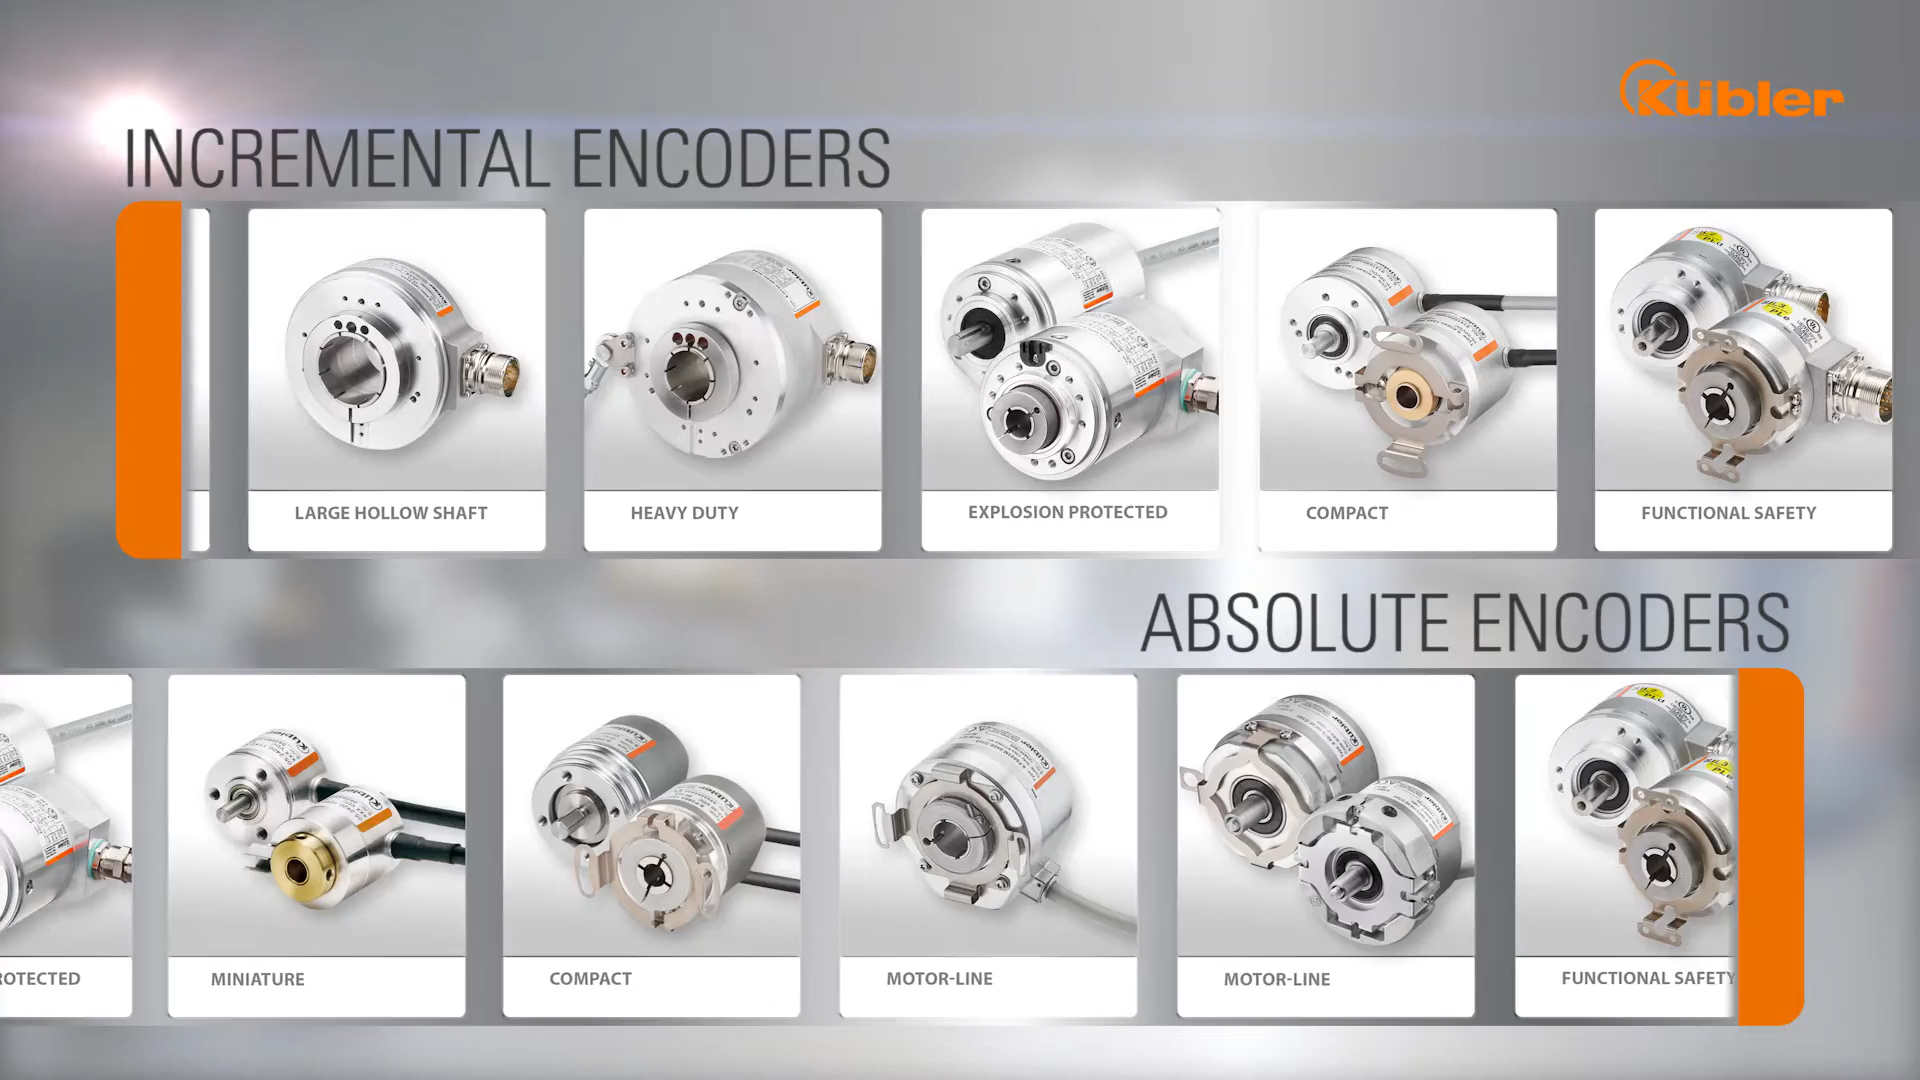 Kübler
INCREMENTAL ENCODERS
LARGE HOLLOW SHAFT
HEAVY DUTY
EXPLOSION PROTECTED
COMPACT
FUNCTIONAL SAFETY
ABSOLUTE ENCODERS
ROTECTED
MINIATURE
COMPACT
MOTOR-LINE
MOTOR-LINE
FUNCTIONAL SAFETY